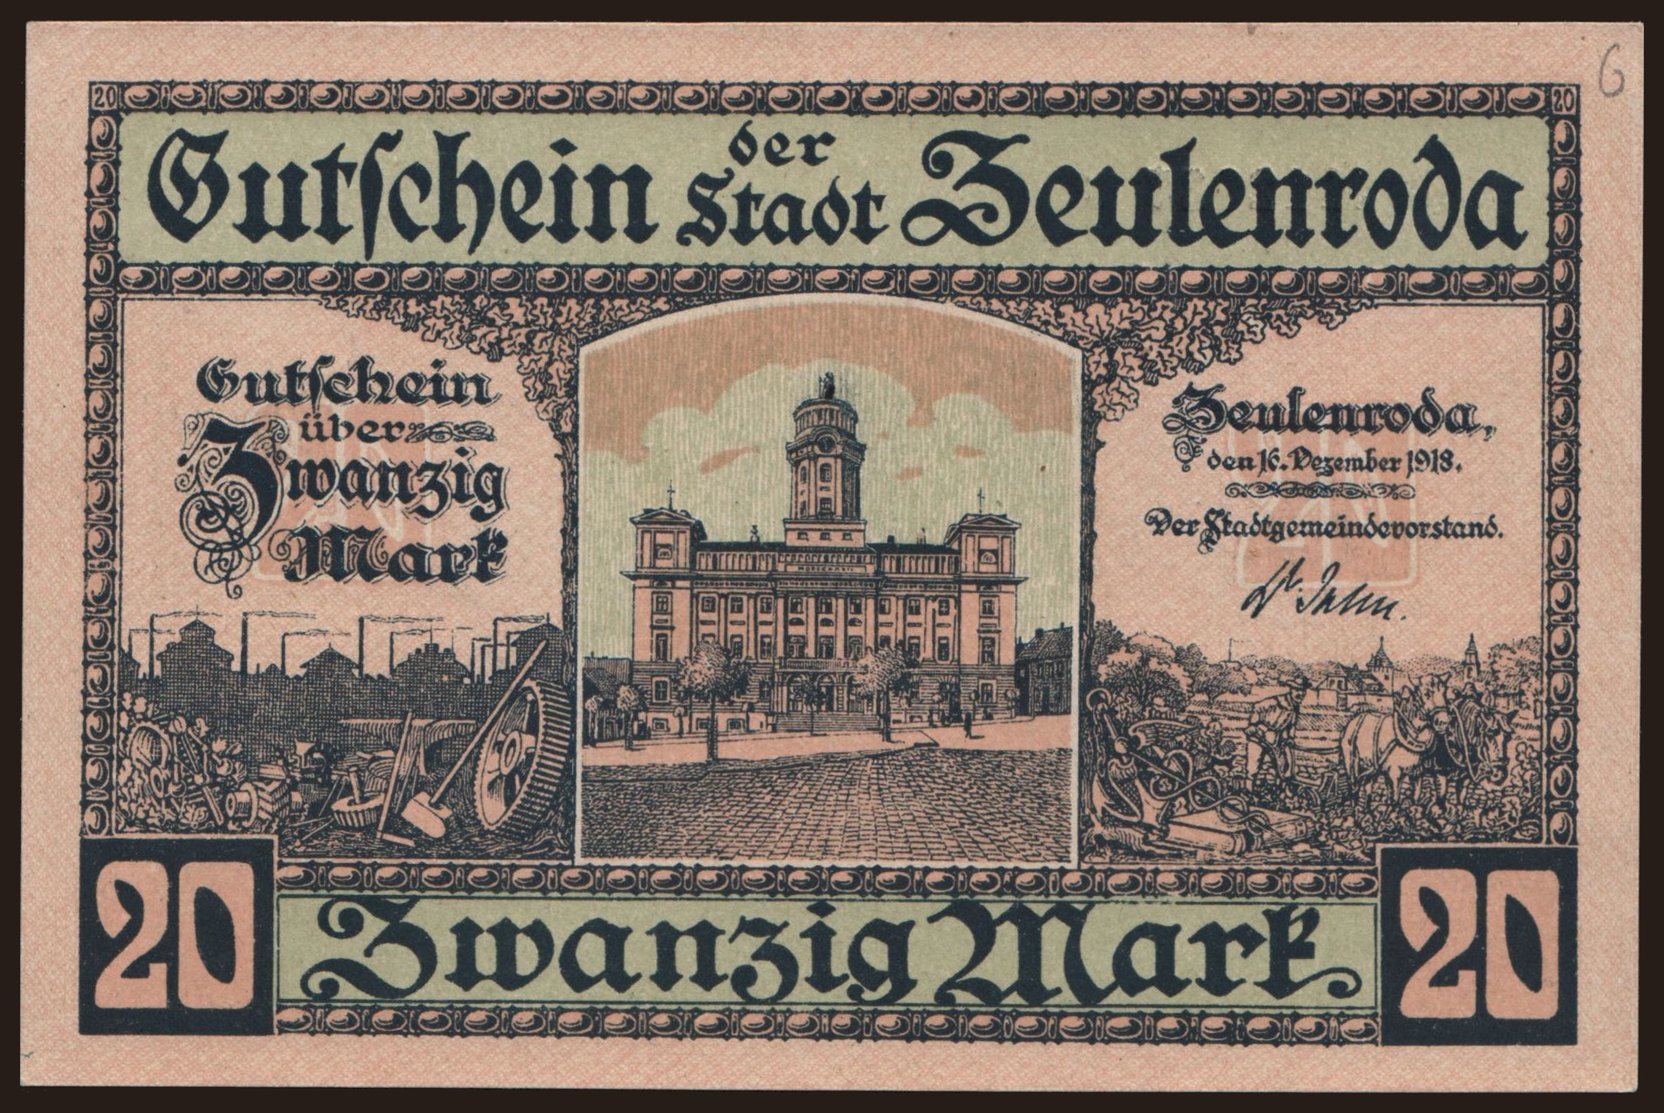 6
20 20
Gutschein der Stadt Zeulenroda
Gutschein
über
Zwanzig
Mark
Zeulenroda,
den 16. Dezember 1918.
Der Stadtgemeindevorstand.
20 Zwanzig Mark 20